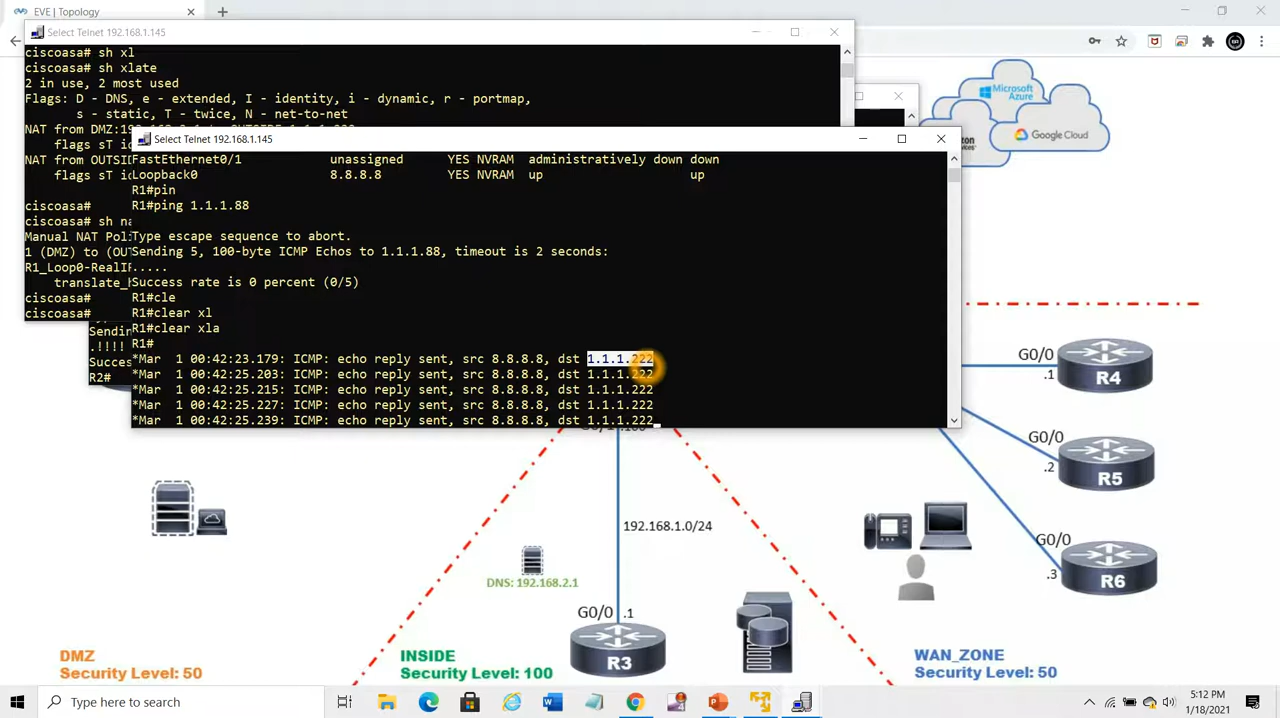 EVE | Topology
Select Telnet 192.168.1.145
ciscoasa# sh xl
ciscoasa# sh xlate
2 in use, 2 most used
Flags: D - DNS, e - extended, I - identity, i - dynamic, r - portmap,
s - static, T - twice, N - net-to-net
NAT from DMZ:19
flags sT id
NAT from OUTSID
flags sT id
ciscoasa#
ciscoasa# sh na
Manual NAT Pol
1 (DMZ) to (OU
R1_Loop0-RealI
translate_h
ciscoasa#
ciscoasa#
Sendin
.!!!!
Succes
R2#
Select Telnet 192.168.1.145
FastEthernet0/1 unassigned YES NVRAM administratively down down
Loopback0 8.8.8.8 YES NVRAM up up
R1#pin
R1#ping 1.1.1.88
Type escape sequence to abort.
Sending 5, 100-byte ICMP Echos to 1.1.1.88, timeout is 2 seconds:
.....
Success rate is 0 percent (0/5)
R1#cle
R1#clear xl
R1#clear xla
R1#
*Mar 1 00:42:23.179: ICMP: echo reply sent, src 8.8.8.8, dst 1.1.1.222
*Mar 1 00:42:25.203: ICMP: echo reply sent, src 8.8.8.8, dst 1.1.1.222
*Mar 1 00:42:25.215: ICMP: echo reply sent, src 8.8.8.8, dst 1.1.1.222
*Mar 1 00:42:25.227: ICMP: echo reply sent, src 8.8.8.8, dst 1.1.1.222
*Mar 1 00:42:25.239: ICMP: echo reply sent, src 8.8.8.8, dst 1.1.1.222
Microsoft
Azure
Google Cloud
G0/0
.1
R4
G0/0
.2
R5
G0/0
.3
R6
192.168.1.0/24
DNS: 192.168.2.1
G0/0 .1
R3
DMZ
Security Level: 50
INSIDE
Security Level: 100
WAN_ZONE
Security Level: 50
Type here to search
5:12 PM
1/18/2021